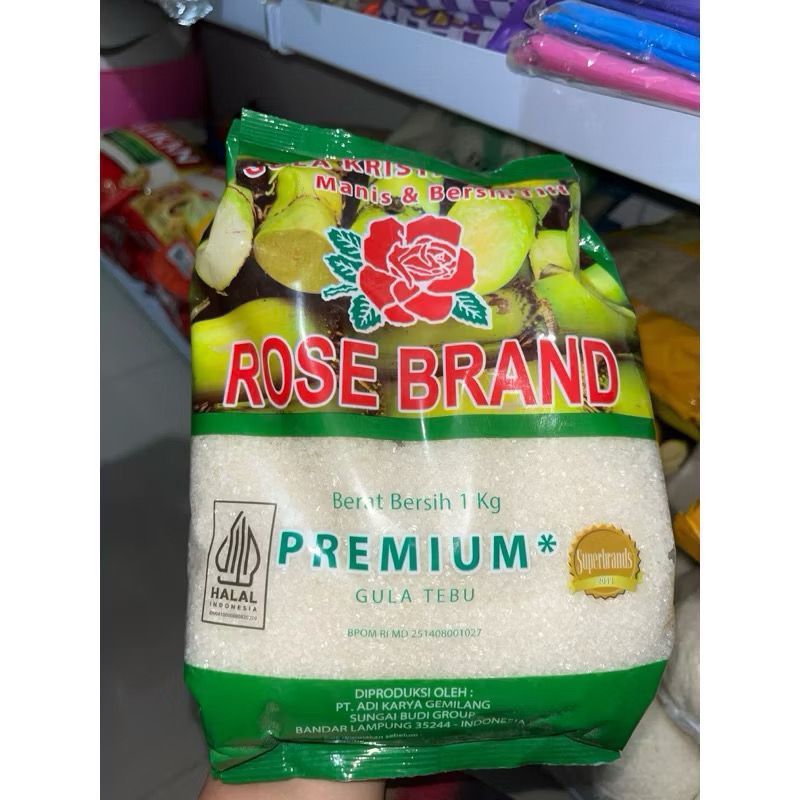 Manis & Bersih
ROSE BRAND
Berat Bersih 1 Kg
PREMIUM*
GULA TEBU
BPOM RI MD 251408001027
HALAL
INDONESIA
Superbrands
DIPRODUKSI OLEH :
PT. ADI KARYA GEMILANG
SUNGAI BUDI GROUP
BANDAR LAMPUNG 35244 - INDONESIA